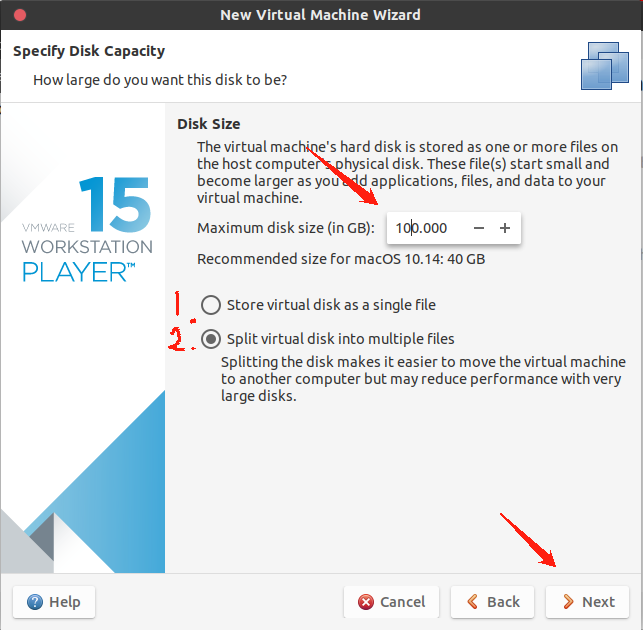 New Virtual Machine Wizard
Specify Disk Capacity
How large do you want this disk to be?
Disk Size
The virtual machine's hard disk is stored as one or more files on
the host computer's physical disk. These file(s) start small and
become larger as you add applications, files, and data to your
virtual machine.
VMWARE 15
WORKSTATION
PLAYER™
Maximum disk size (in GB): 100.000 − +
Recommended size for macOS 10.14: 40 GB
1. Store virtual disk as a single file
2. Split virtual disk into multiple files
Splitting the disk makes it easier to move the virtual machine
to another computer but may reduce performance with very
large disks.
Help Cancel Back Next